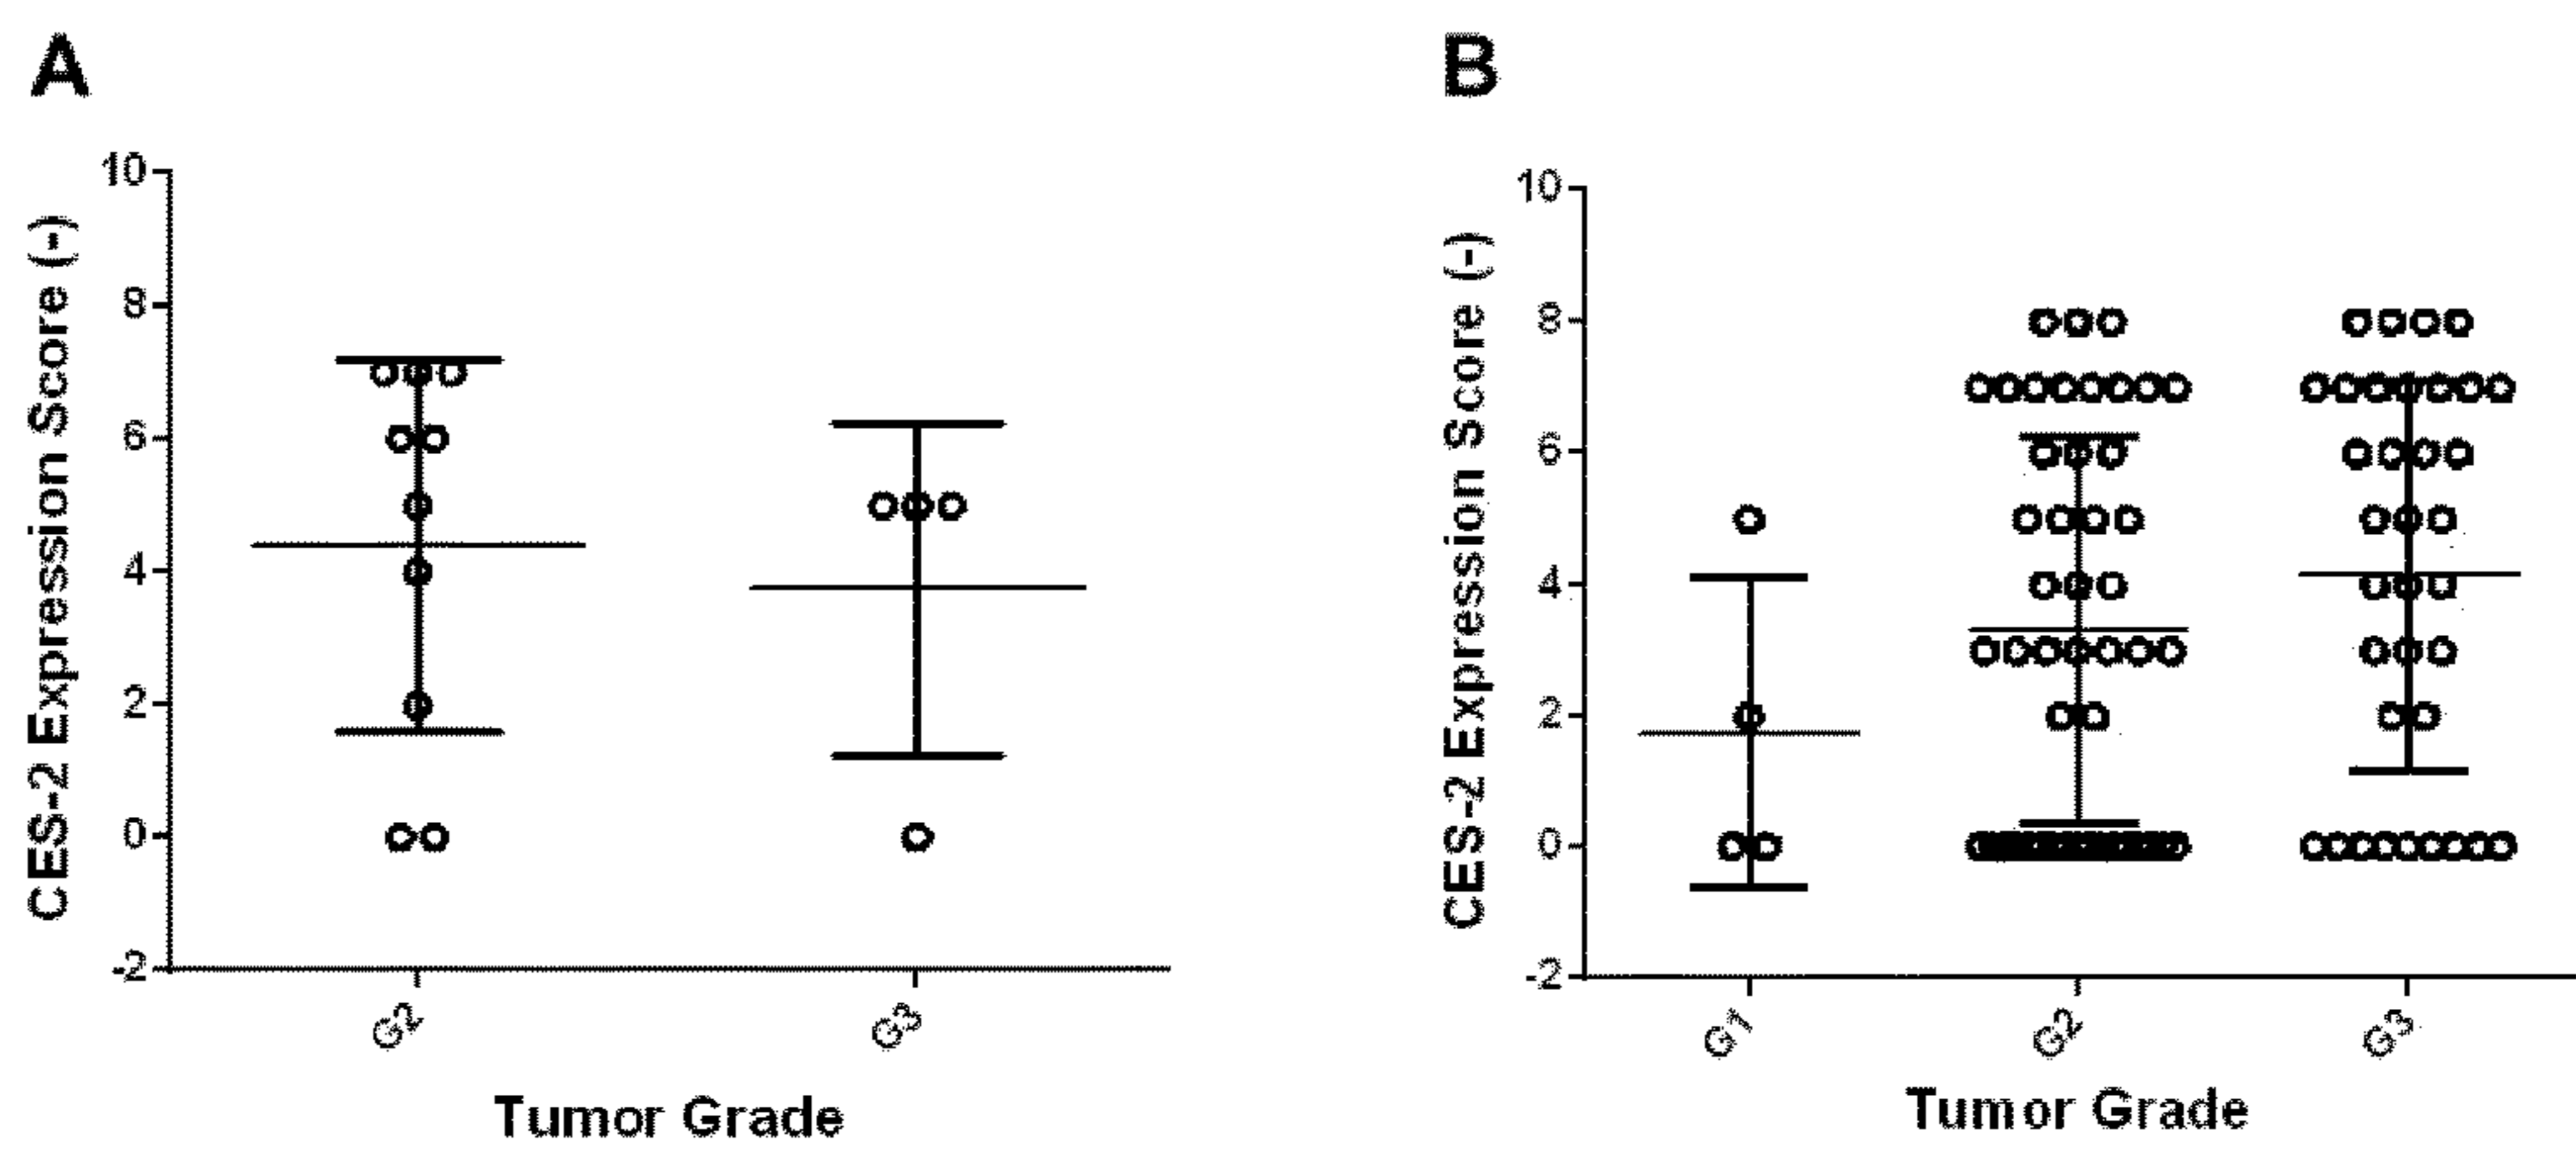 A
CES-2 Expression Score (-)
10
8
6
4
2
0
-2
G2
G3
Tumor Grade
B
CES-2 Expression Score (-)
10
8
6
4
2
0
-2
G1
G2
G3
Tumor Grade